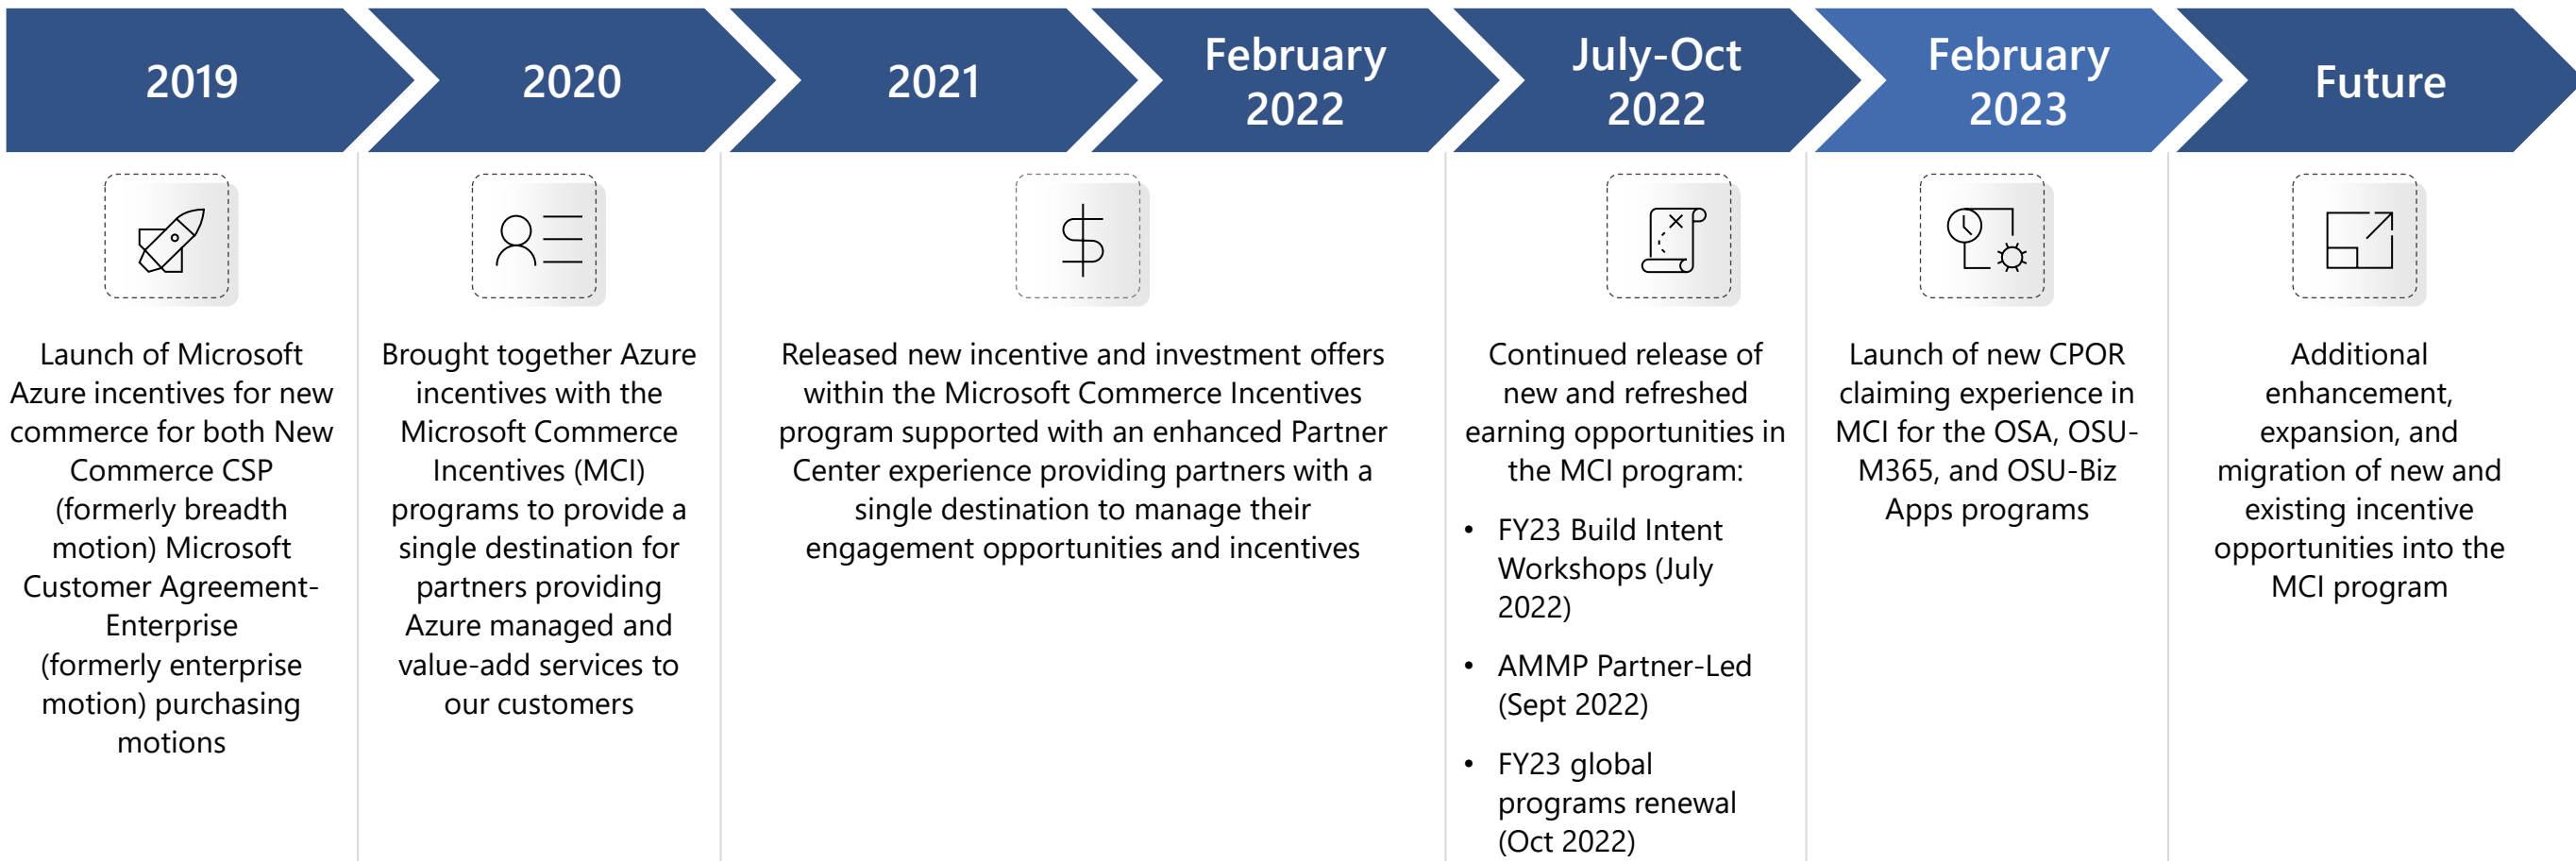 2019
2020
2021
February
2022
July-Oct
2022
February
2023
Future
Launch of Microsoft
Azure incentives for new
commerce for both New
Commerce CSP
(formerly breadth
motion) Microsoft
Customer Agreement-
Enterprise
(formerly enterprise
motion) purchasing
motions
Brought together Azure
incentives with the
Microsoft Commerce
Incentives (MCI)
programs to provide a
single destination for
partners providing
Azure managed and
value-add services to
our customers
Released new incentive and investment offers
within the Microsoft Commerce Incentives
program supported with an enhanced Partner
Center experience providing partners with a
single destination to manage their
engagement opportunities and incentives
Continued release of
new and refreshed
earning opportunities in
the MCI program:
• FY23 Build Intent
Workshops (July
2022)
• AMMP Partner-Led
(Sept 2022)
• FY23 global
programs renewal
(Oct 2022)
Launch of new CPOR
claiming experience in
MCI for the OSA, OSU-
M365, and OSU-Biz
Apps programs
Additional
enhancement,
expansion, and
migration of new and
existing incentive
opportunities into the
MCI program